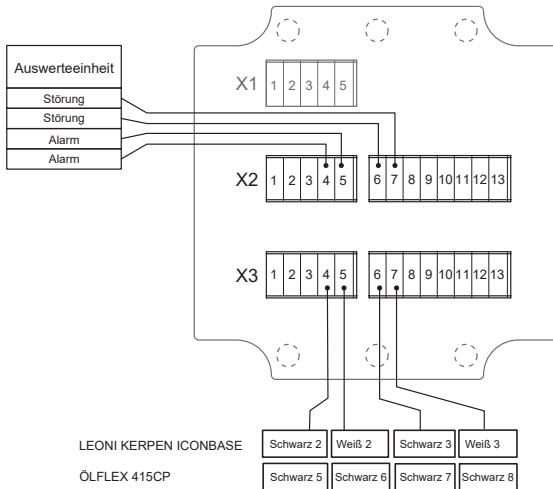 Auswerteeinheit
Störung
Störung
Alarm
Alarm
X1 1 2 3 4 5
X2 1 2 3 4 5 6 7 8 9 10 11 12 13
X3 1 2 3 4 5 6 7 8 9 10 11 12 13
LEONI KERPEN ICONBASE Schwarz 2 Weiß 2 Schwarz 3 Weiß 3
ÖLFLEX 415CP Schwarz 5 Schwarz 6 Schwarz 7 Schwarz 8